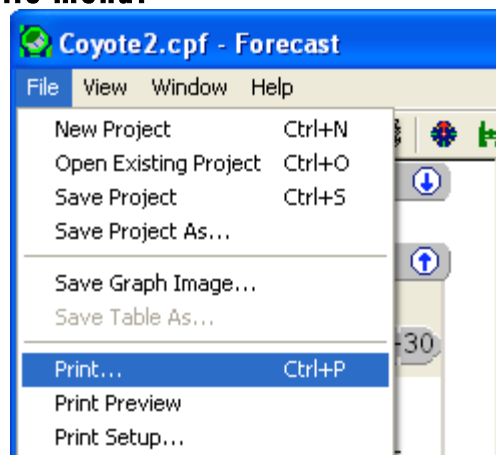 Coyote2.cpf - Forecast
File View Window Help
New Project Ctrl+N
Open Existing Project Ctrl+O
Save Project Ctrl+S
Save Project As...
Save Graph Image...
Save Table As...
Print... Ctrl+P
-30
Print Preview
Print Setup...